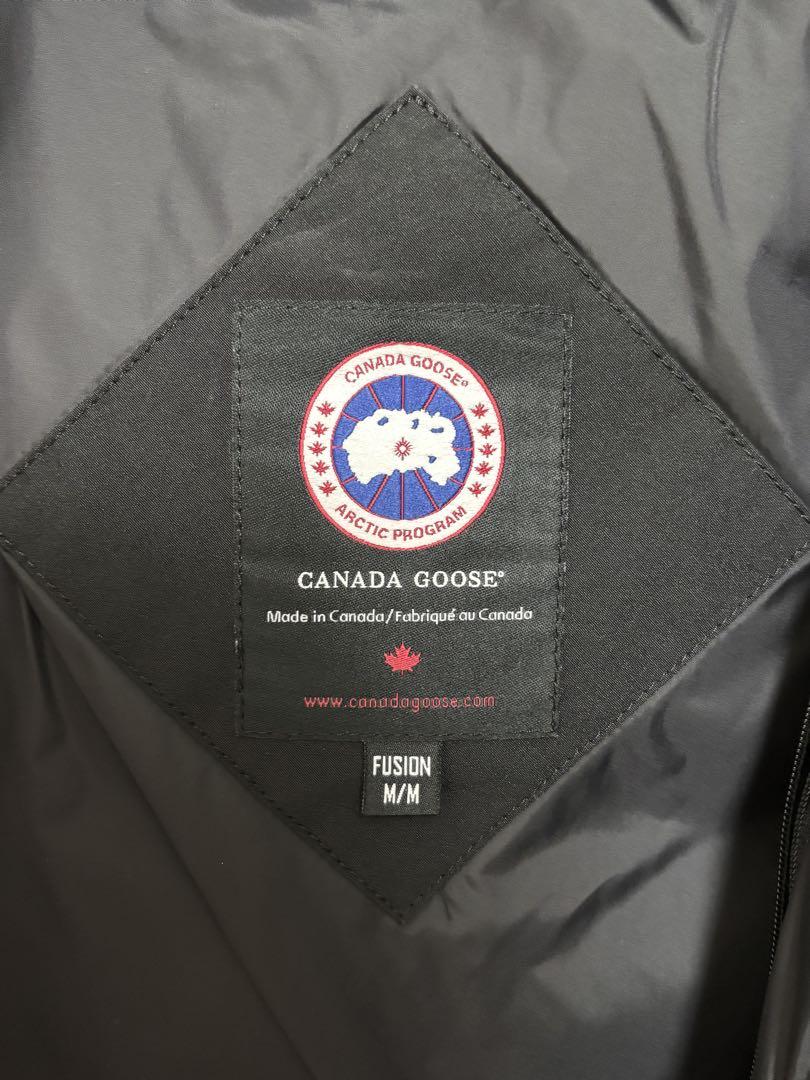 CANADA GOOSE®
ARCTIC PROGRAM
CANADA GOOSE®
Made in Canada/Fabriqué au Canada
www.canadagoose.com
FUSION
M/M